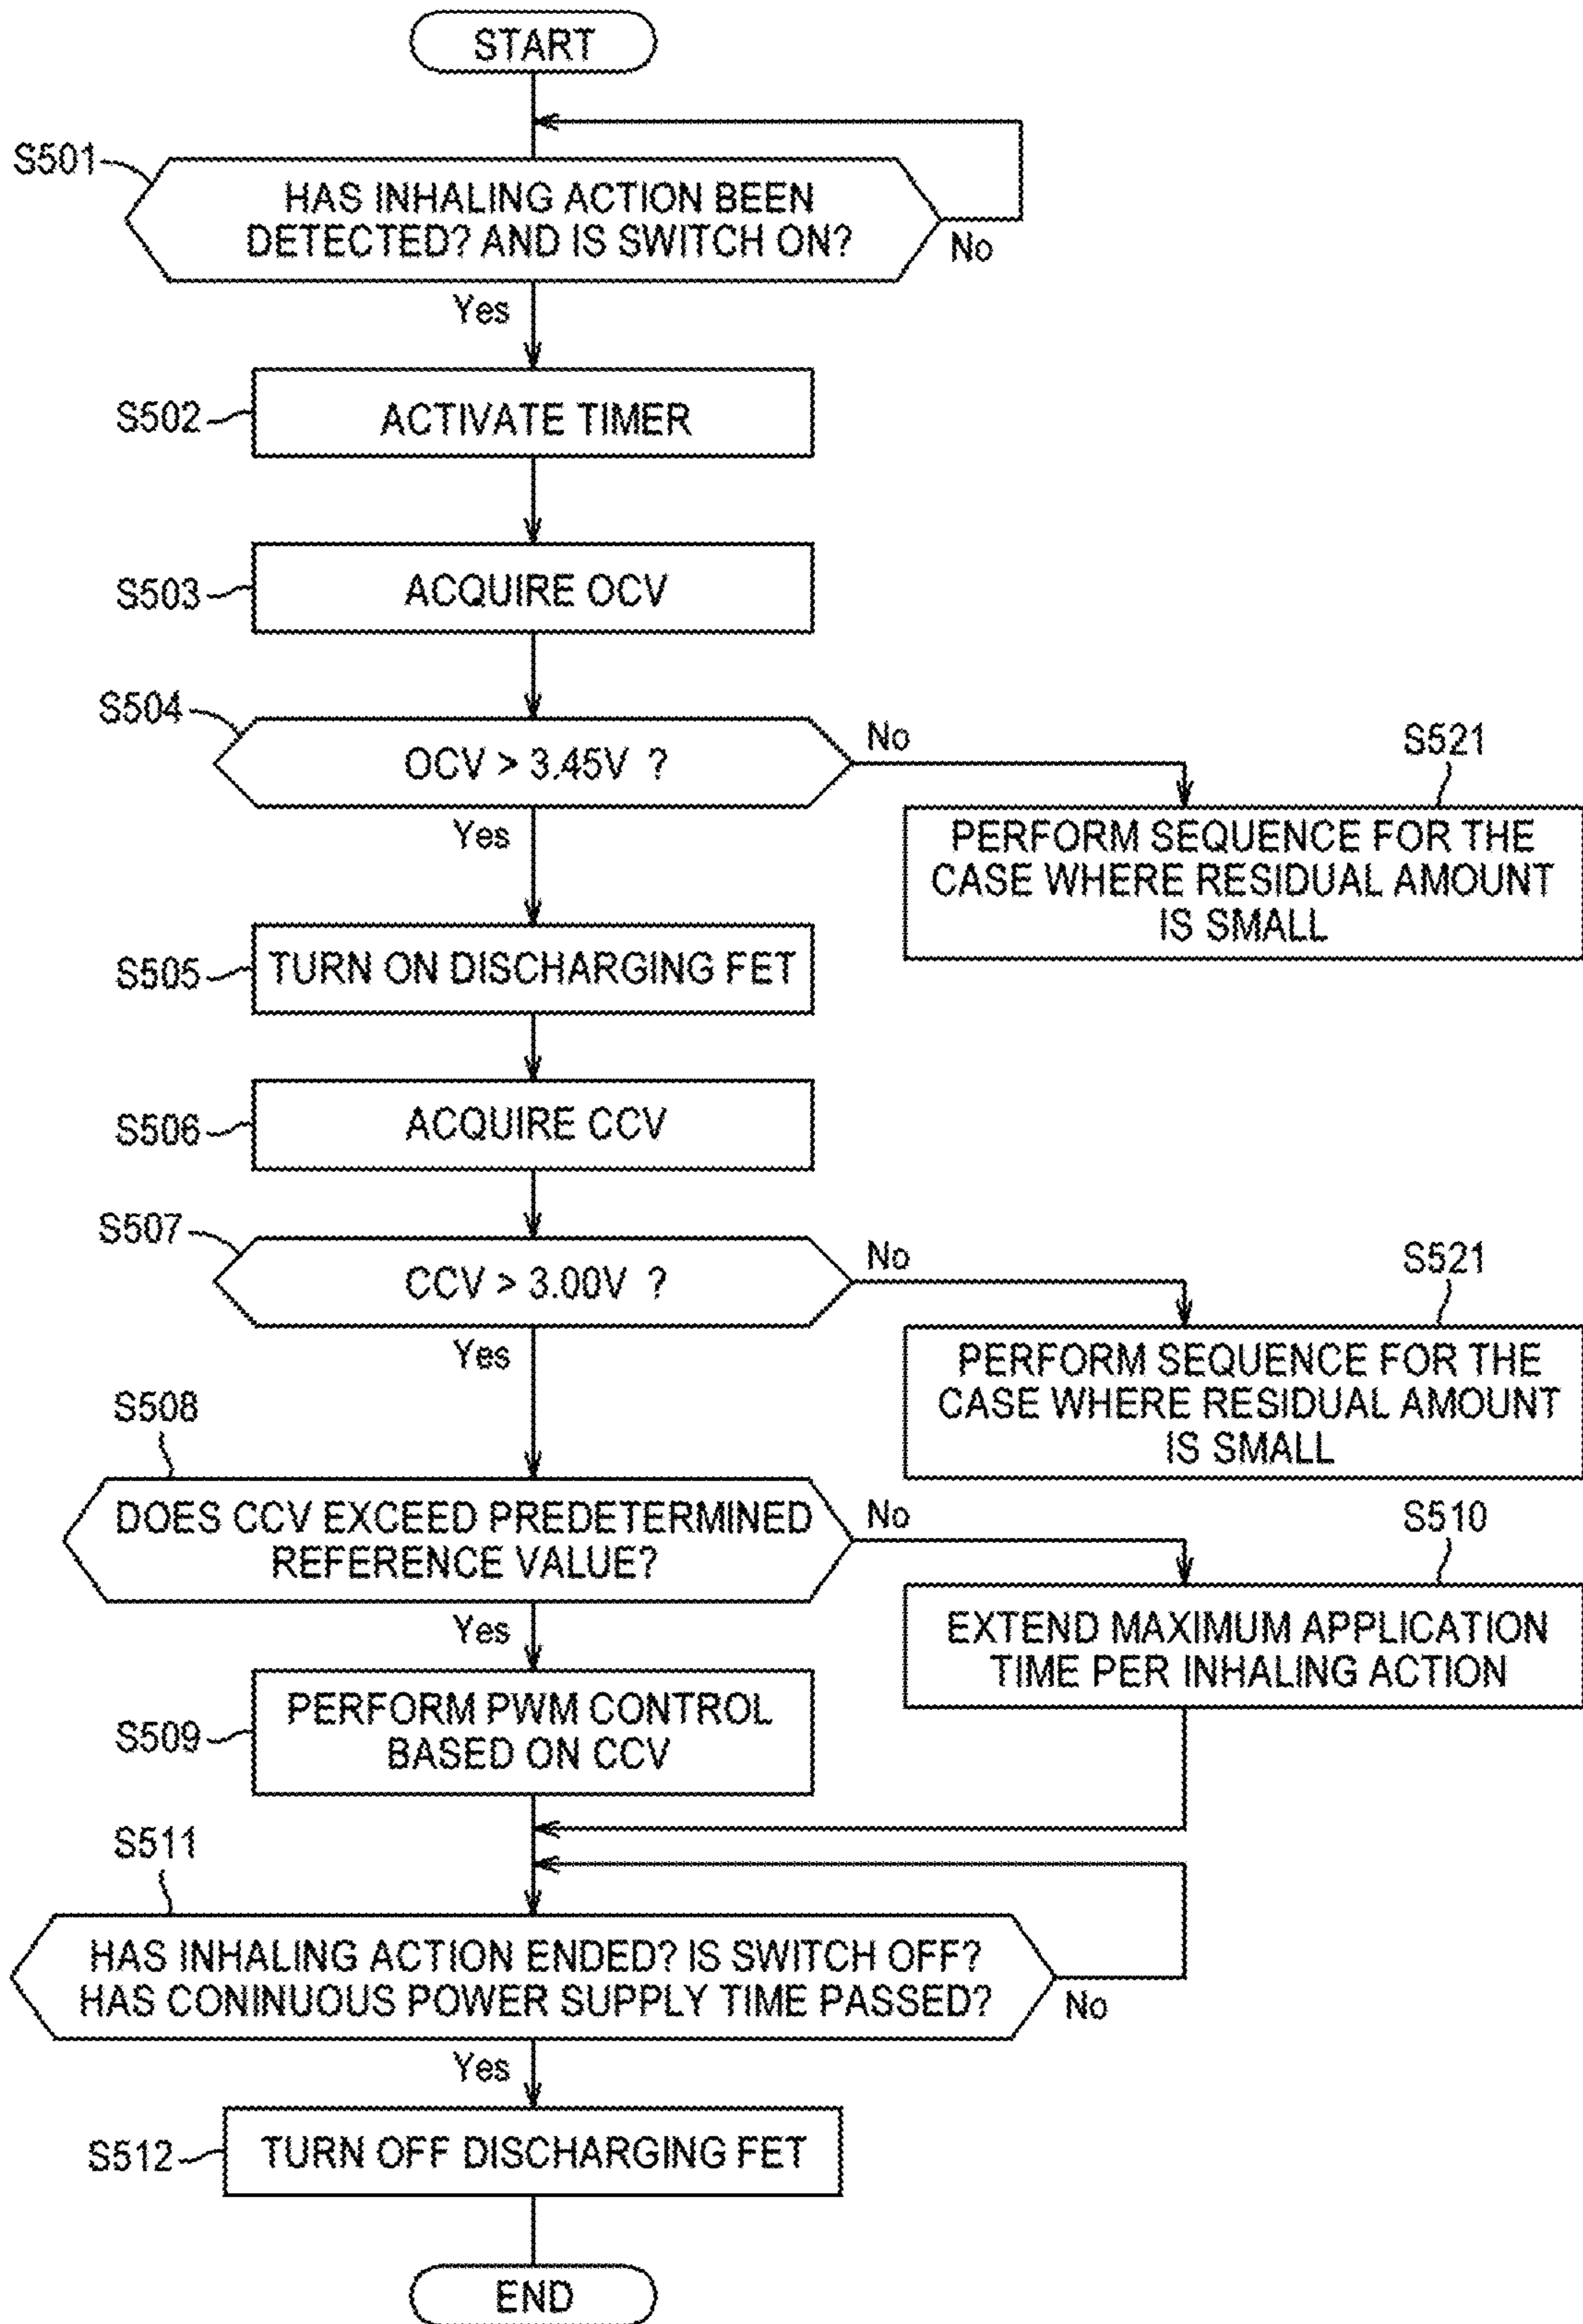 START
S501
HAS INHALING ACTION BEEN
DETECTED? AND IS SWITCH ON?
No
Yes
S502
ACTIVATE TIMER
S503
ACQUIRE OCV
S504
OCV > 3.45V ?
No
Yes
S521
PERFORM SEQUENCE FOR THE
CASE WHERE RESIDUAL AMOUNT
IS SMALL
S505
TURN ON DISCHARGING FET
S506
ACQUIRE CCV
S507
CCV > 3.00V ?
No
Yes
S521
PERFORM SEQUENCE FOR THE
CASE WHERE RESIDUAL AMOUNT
IS SMALL
S508
DOES CCV EXCEED PREDETERMINED
REFERENCE VALUE?
No
Yes
S510
EXTEND MAXIMUM APPLICATION
TIME PER INHALING ACTION
S509
PERFORM PWM CONTROL
BASED ON CCV
S511
HAS INHALING ACTION ENDED? IS SWITCH OFF?
HAS CONINUOUS POWER SUPPLY TIME PASSED?
No
Yes
S512
TURN OFF DISCHARGING FET
END